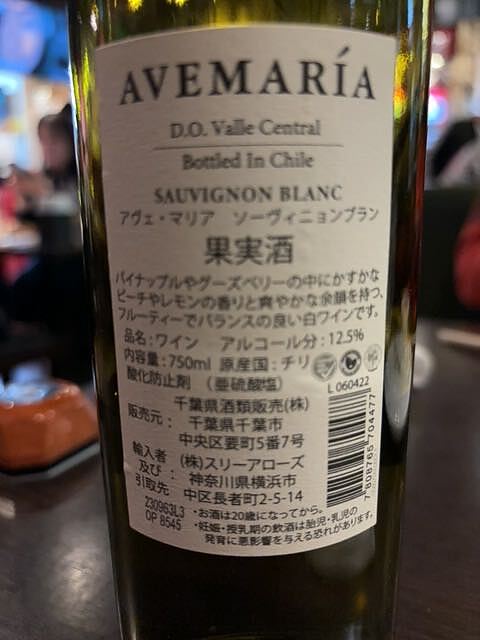 AVEMARÍA
D.O. Valle Central
Bottled In Chile
SAUVIGNON BLANC
アヴェ・マリア ソーヴィニョンブラン
果実酒
パイナップルやグーズベリーの中にかすかな
ピーチやレモンの香りと爽やかな余韻を持つ、
フルーティーでバランスの良い白ワインです。
品名:ワイン アルコール分:12.5%
内容量:750ml 原産国:チリ
酸化防止剤 (亜硫酸塩)
L 060422
販売元: 千葉県酒類販売(株)
千葉県千葉市
中央区要町5番7号
輸入者及び引取先: (株)スリーアローズ
神奈川県横浜市
中区長者町2-5-14
7 808765 704477
230963L3
OP 8545
・お酒は20歳になってから。
・妊娠・授乳期の飲酒は胎児・乳児の
発育に悪影響を与える恐れがあります。